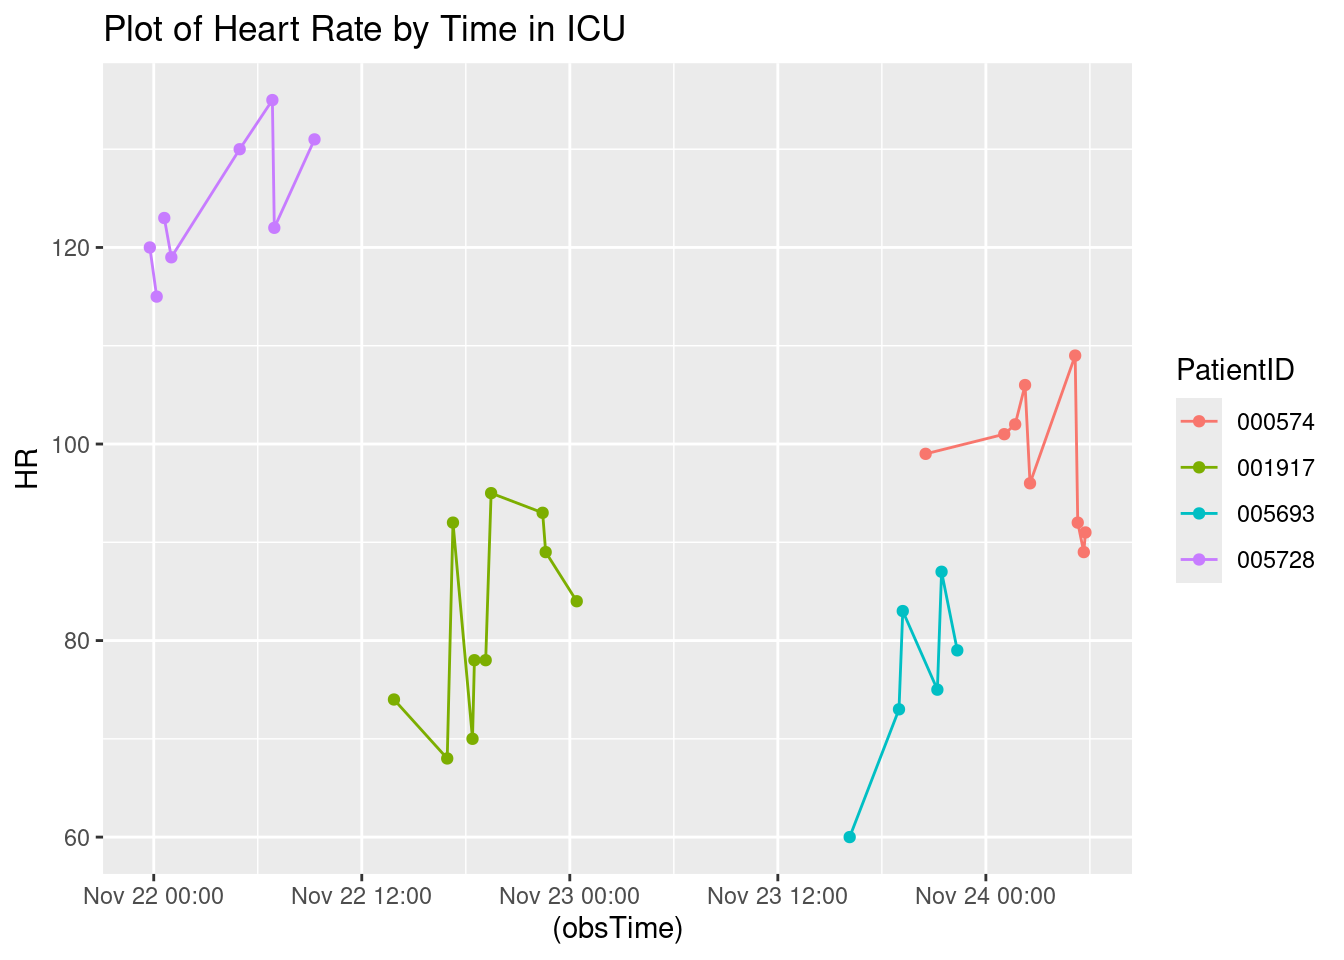 Plot of Heart Rate by Time in ICU
HR
120
100
80
60
Nov 22 00:00
Nov 22 12:00
Nov 23 00:00
Nov 23 12:00
Nov 24 00:00
(obsTime)
PatientID
000574
001917
005693
005728